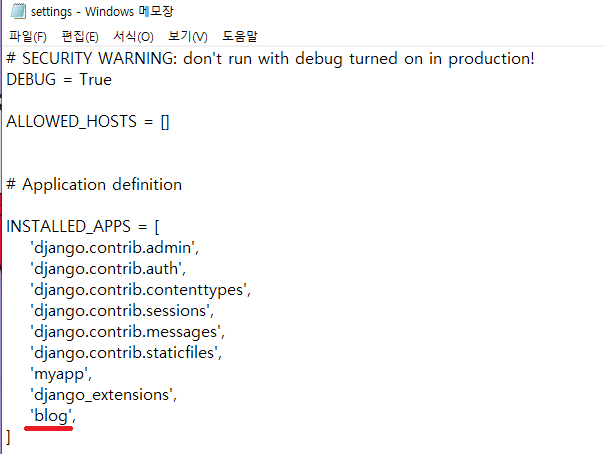 settings - Windows 메모장
파일(F) 편집(E) 서식(O) 보기(V) 도움말
# SECURITY WARNING: don't run with debug turned on in production!
DEBUG = True
ALLOWED_HOSTS = []
# Application definition
INSTALLED_APPS = [
'django.contrib.admin',
'django.contrib.auth',
'django.contrib.contenttypes',
'django.contrib.sessions',
'django.contrib.messages',
'django.contrib.staticfiles',
'myapp',
'django_extensions',
'blog',
]